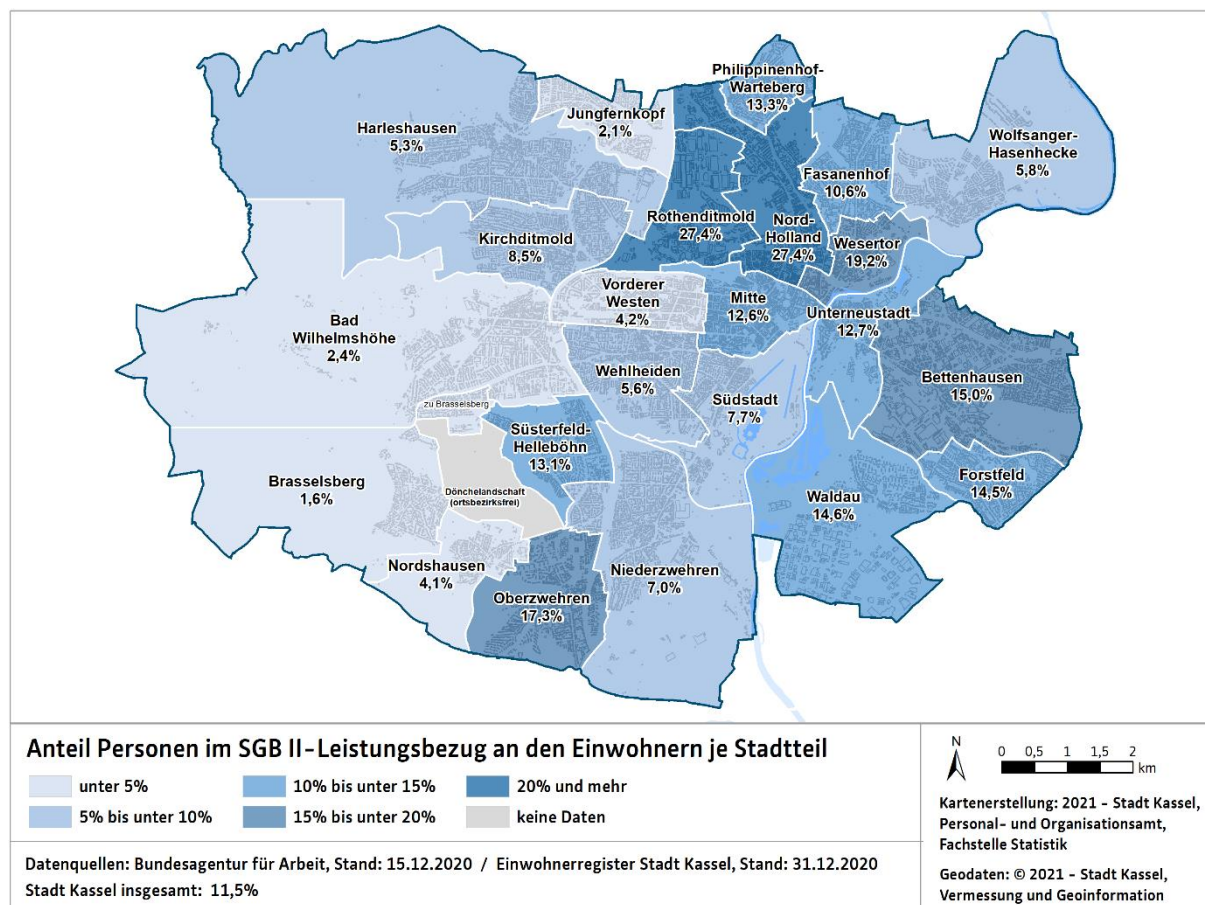 Philippinenhof-
Warteberg
13,3%
Jungfernkopf
2,1%
Harleshausen
5,3%
Wolfsanger-
Hasenhecke
5,8%
Fasanenhof
10,6%
Rothenditmold
27,4%
Nord-
Holland
27,4%
Wesertor
19,2%
Kirchditmold
8,5%
Vorderer
Westen
4,2%
Mitte
12,6%
Unterneustadt
12,7%
Bad
Wilhelmshöhe
2,4%
Wehlheiden
5,6%
Südstadt
7,7%
Bettenhausen
15,0%
zu Brasselsberg
Süsterfeld-
Helleböhn
13,1%
Brasselsberg
1,6%
Dönchelandschaft
(ortsbezirksfrei)
Forstfeld
14,5%
Waldau
14,6%
Nordshausen
4,1%
Niederzwehren
7,0%
Oberzwehren
17,3%
Anteil Personen im SGB II-Leistungsbezug an den Einwohnern je Stadtteil
unter 5%
10% bis unter 15%
20% und mehr
5% bis unter 10%
15% bis unter 20%
keine Daten
Datenquellen: Bundesagentur für Arbeit, Stand: 15.12.2020 / Einwohnerregister Stadt Kassel, Stand: 31.12.2020
Stadt Kassel insgesamt: 11,5%
N
0 0,5 1 1,5 2
km
Kartenerstellung: 2021 - Stadt Kassel,
Personal- und Organisationsamt,
Fachstelle Statistik
Geodaten: © 2021 - Stadt Kassel,
Vermessung und Geoinformation